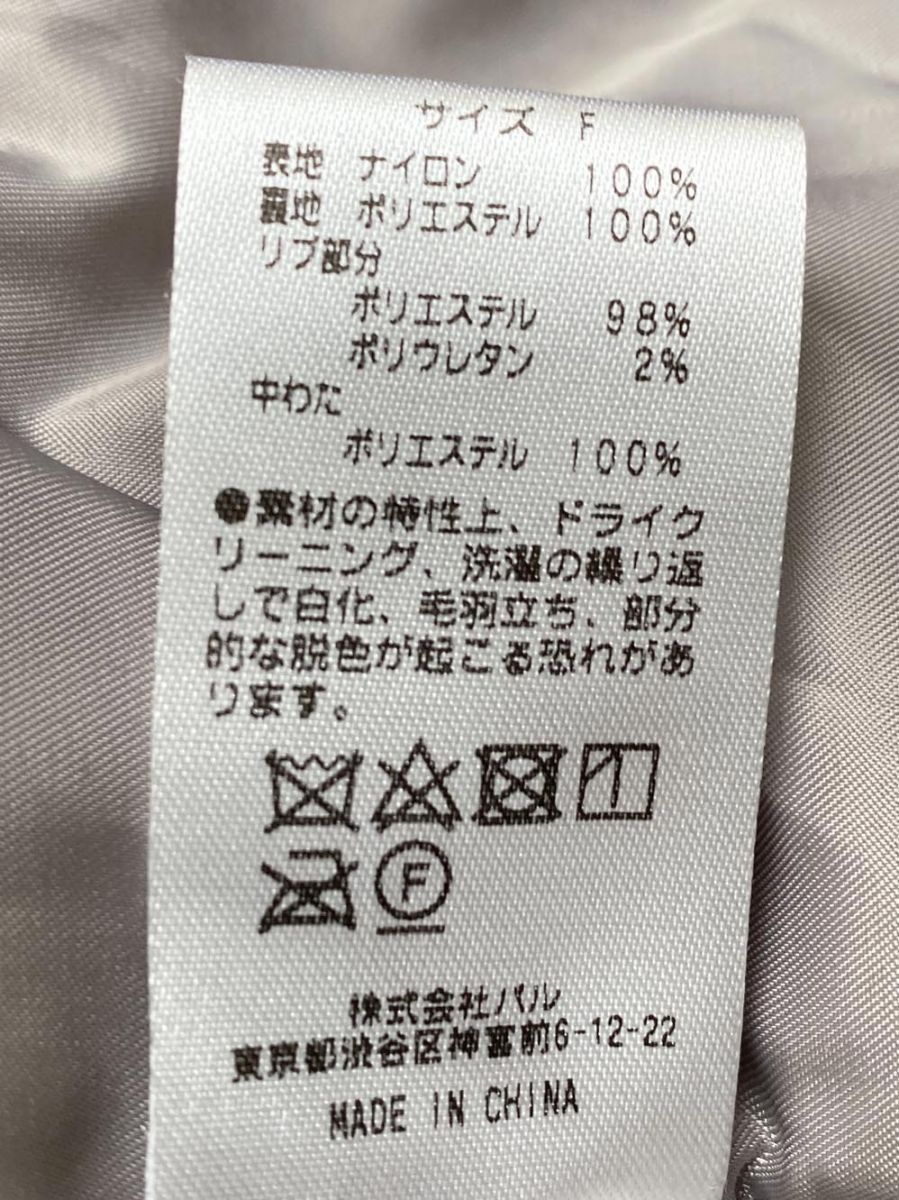 サイズ F
表地 ナイロン 100%
裏地 ポリエステル 100%
リブ部分
ポリエステル 98%
ポリウレタン 2%
中わた
ポリエステル 100%
●素材の特性上、ドライク
リーニング、洗濯の繰り返
しで白化、毛羽立ち、部分
的な脱色が起こる恐れがあ
ります。
F
株式会社パル
東京都渋谷区神宮前6-12-22
MADE IN CHINA